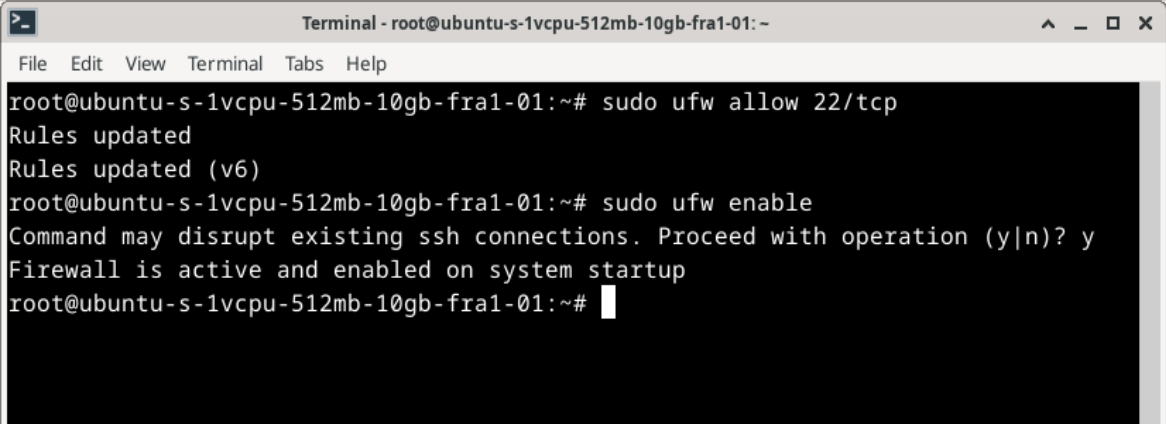 Terminal - root@ubuntu-s-1vcpu-512mb-10gb-fra1-01: ~
File Edit View Terminal Tabs Help
root@ubuntu-s-1vcpu-512mb-10gb-fra1-01:~# sudo ufw allow 22/tcp
Rules updated
Rules updated (v6)
root@ubuntu-s-1vcpu-512mb-10gb-fra1-01:~# sudo ufw enable
Command may disrupt existing ssh connections. Proceed with operation (y|n)? y
Firewall is active and enabled on system startup
root@ubuntu-s-1vcpu-512mb-10gb-fra1-01:~#